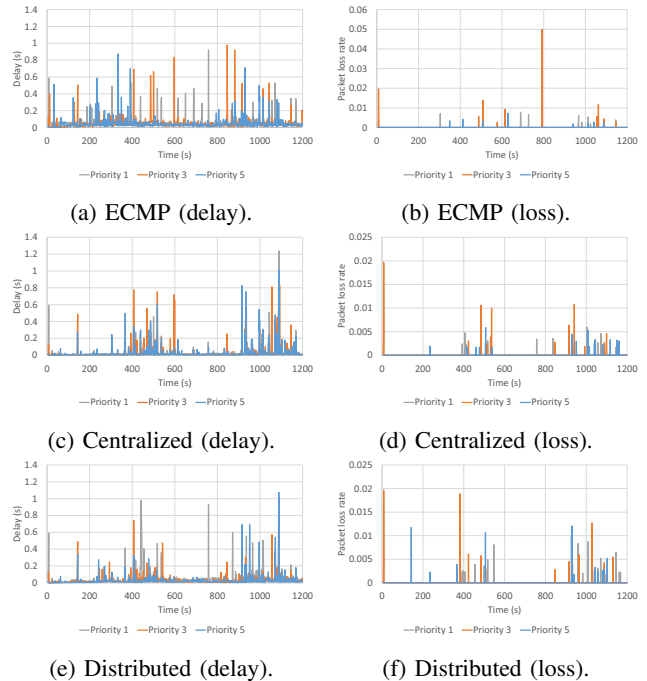 Delay (s)
1.4
1.2
1
0.8
0.6
0.4
0.2
0
0 200 400 600 800 1000 1200
Time (s)
Priority 1 Priority 3 Priority 5
(a) ECMP (delay).
Packet loss rate
0.06
0.05
0.04
0.03
0.02
0.01
0
0 200 400 600 800 1000 1200
Time (s)
Priority 1 Priority 3 Priority 5
(b) ECMP (loss).
Delay (s)
1.4
1.2
1
0.8
0.6
0.4
0.2
0
0 200 400 600 800 1000 1200
Time (s)
Priority 1 Priority 3 Priority 5
(c) Centralized (delay).
Packet loss rate
0.025
0.02
0.015
0.01
0.005
0
0 200 400 600 800 1000 1200
Time (s)
Priority 1 Priority 3 Priority 5
(d) Centralized (loss).
Delay (s)
1.4
1.2
1
0.8
0.6
0.4
0.2
0
0 200 400 600 800 1000 1200
Time (s)
Priority 1 Priority 3 Priority 5
(e) Distributed (delay).
Packet loss rate
0.025
0.02
0.015
0.01
0.005
0
0 200 400 600 800 1000 1200
Time (s)
Priority 1 Priority 3 Priority 5
(f) Distributed (loss).